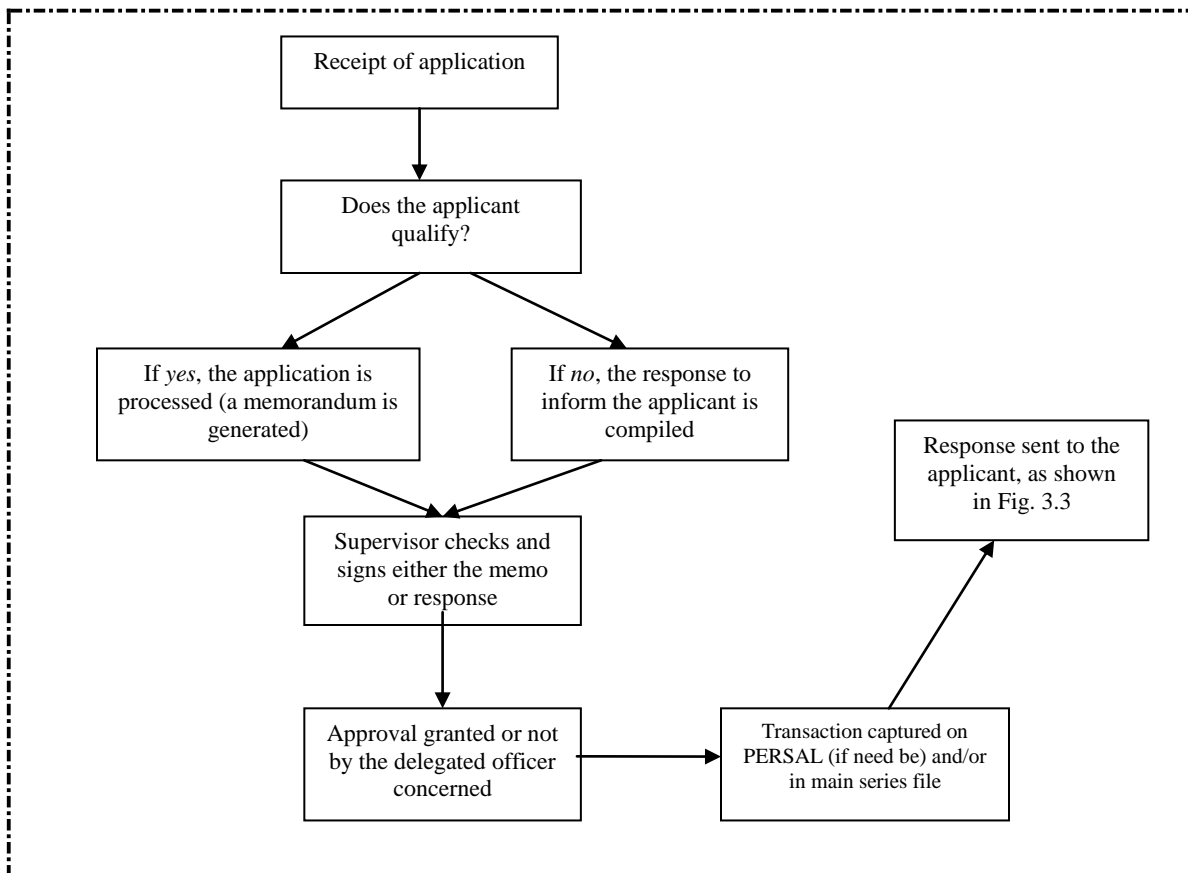 Receipt of application
Does the applicant
qualify?
If yes, the application is
processed (a memorandum is
generated)
If no, the response to
inform the applicant is
compiled
Response sent to the
applicant, as shown
in Fig. 3.3
Supervisor checks and
signs either the memo
or response
Approval granted or not
by the delegated officer
concerned
Transaction captured on
PERSAL (if need be) and/or
in main series file